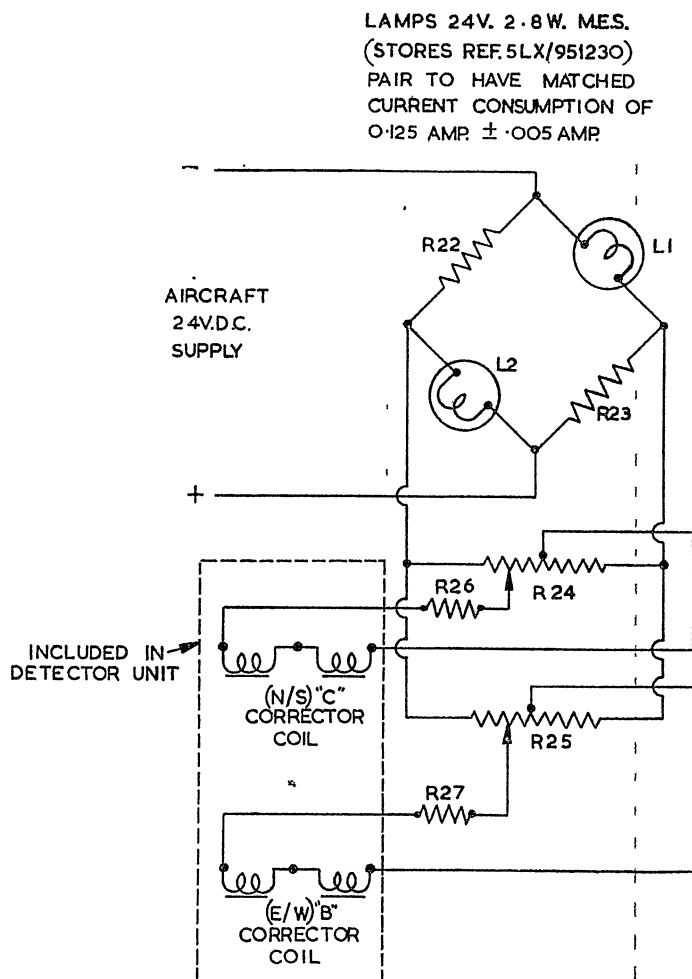 LAMPS 24V. 2·8W. M.E.S.
(STORES REF. 5LX/951230)
PAIR TO HAVE MATCHED
CURRENT CONSUMPTION OF
0·125 AMP. ± ·005 AMP.
−
R22
L1
AIRCRAFT
24V.D.C.
SUPPLY
L2
R23
+
R26
R24
INCLUDED IN
DETECTOR UNIT
(N/S) "C"
CORRECTOR
COIL
R25
R27
(E/W) "B"
CORRECTOR
COIL